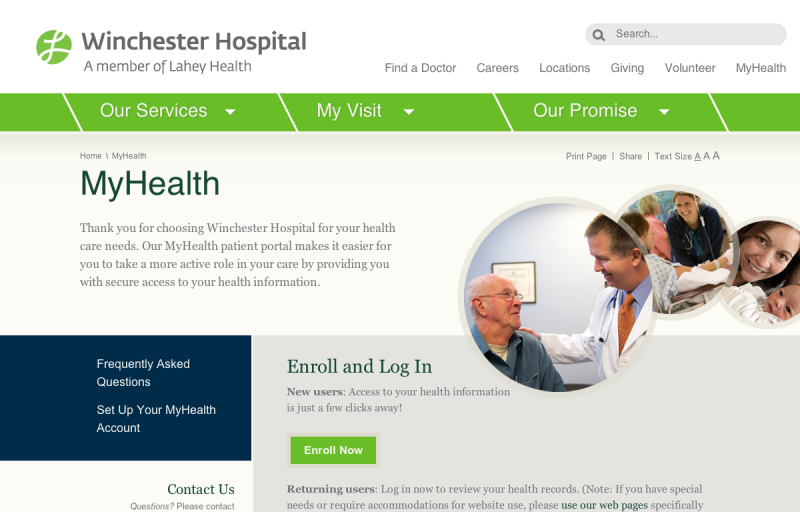 Winchester Hospital
A member of Lahey Health
Search...
Find a Doctor Careers Locations Giving Volunteer MyHealth
Our Services My Visit Our Promise
Home \ MyHealth
Print Page | Share | Text Size A A A
MyHealth
Thank you for choosing Winchester Hospital for your health
care needs. Our MyHealth patient portal makes it easier for
you to take a more active role in your care by providing you
with secure access to your health information.
Frequently Asked
Questions
Set Up Your MyHealth
Account
Enroll and Log In
New users: Access to your health information
is just a few clicks away!
Enroll Now
Returning users: Log in now to review your health records. (Note: If you have special
needs or require accommodations for website use, please use our web pages specifically
Contact Us
Questions? Please contact